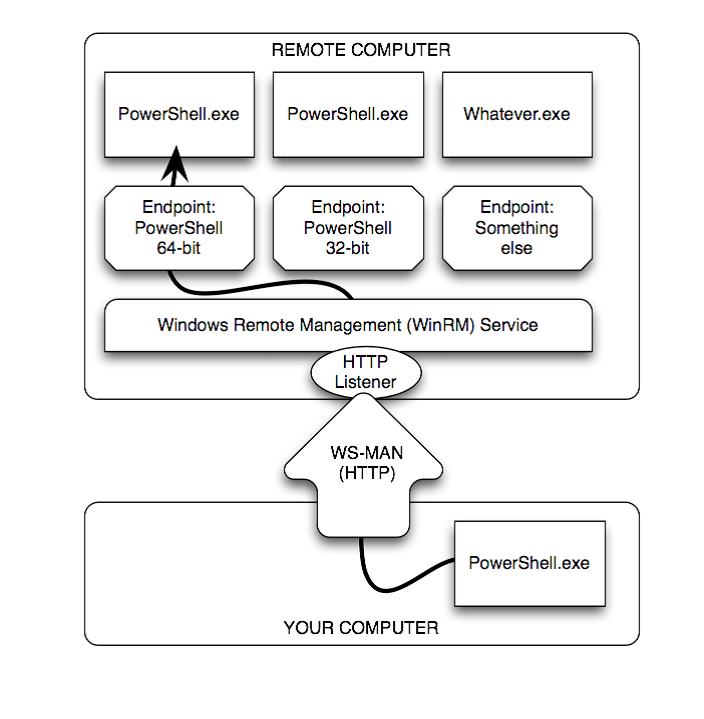 REMOTE COMPUTER
PowerShell.exe
PowerShell.exe
Whatever.exe
Endpoint:
PowerShell
64-bit
Endpoint:
PowerShell
32-bit
Endpoint:
Something
else
Windows Remote Management (WinRM) Service
HTTP
Listener
WS-MAN
(HTTP)
PowerShell.exe
YOUR COMPUTER